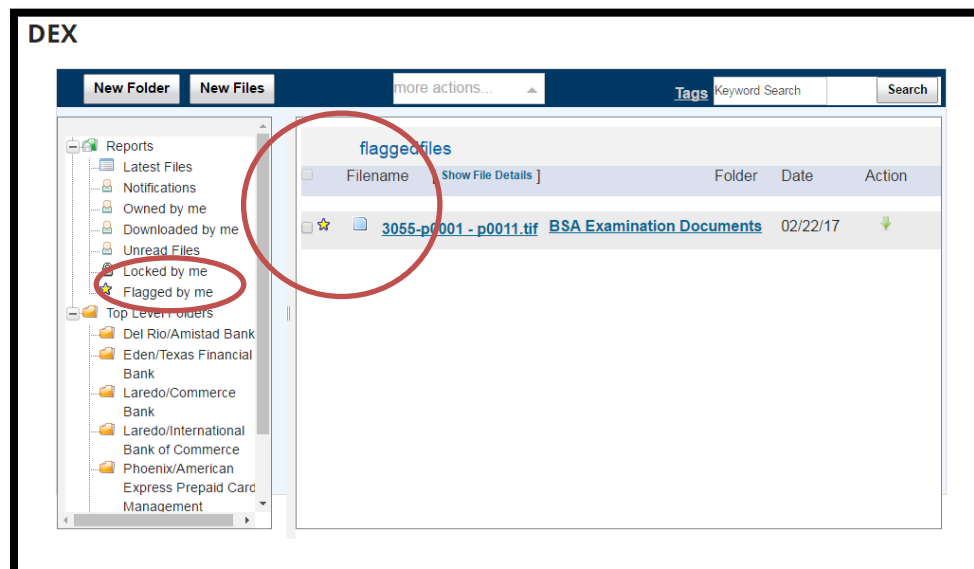 DEX
New Folder New Files more actions... Tags Keyword Search Search
Reports
Latest Files
Notifications
Owned by me
Downloaded by me
Unread Files
Locked by me
Flagged by me
Top Level Folders
Del Rio/Amistad Bank
Eden/Texas Financial
Bank
Laredo/Commerce
Bank
Laredo/International
Bank of Commerce
Phoenix/American
Express Prepaid Card
Management
flaggedfiles
Filename [ Show File Details ] Folder Date Action
3055-p0001 - p0011.tif BSA Examination Documents 02/22/17